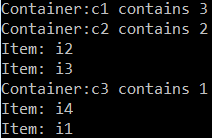 Container:c1 contains 3
Container:c2 contains 2
Item: i2
Item: i3
Container:c3 contains 1
Item: i4
Item: i1